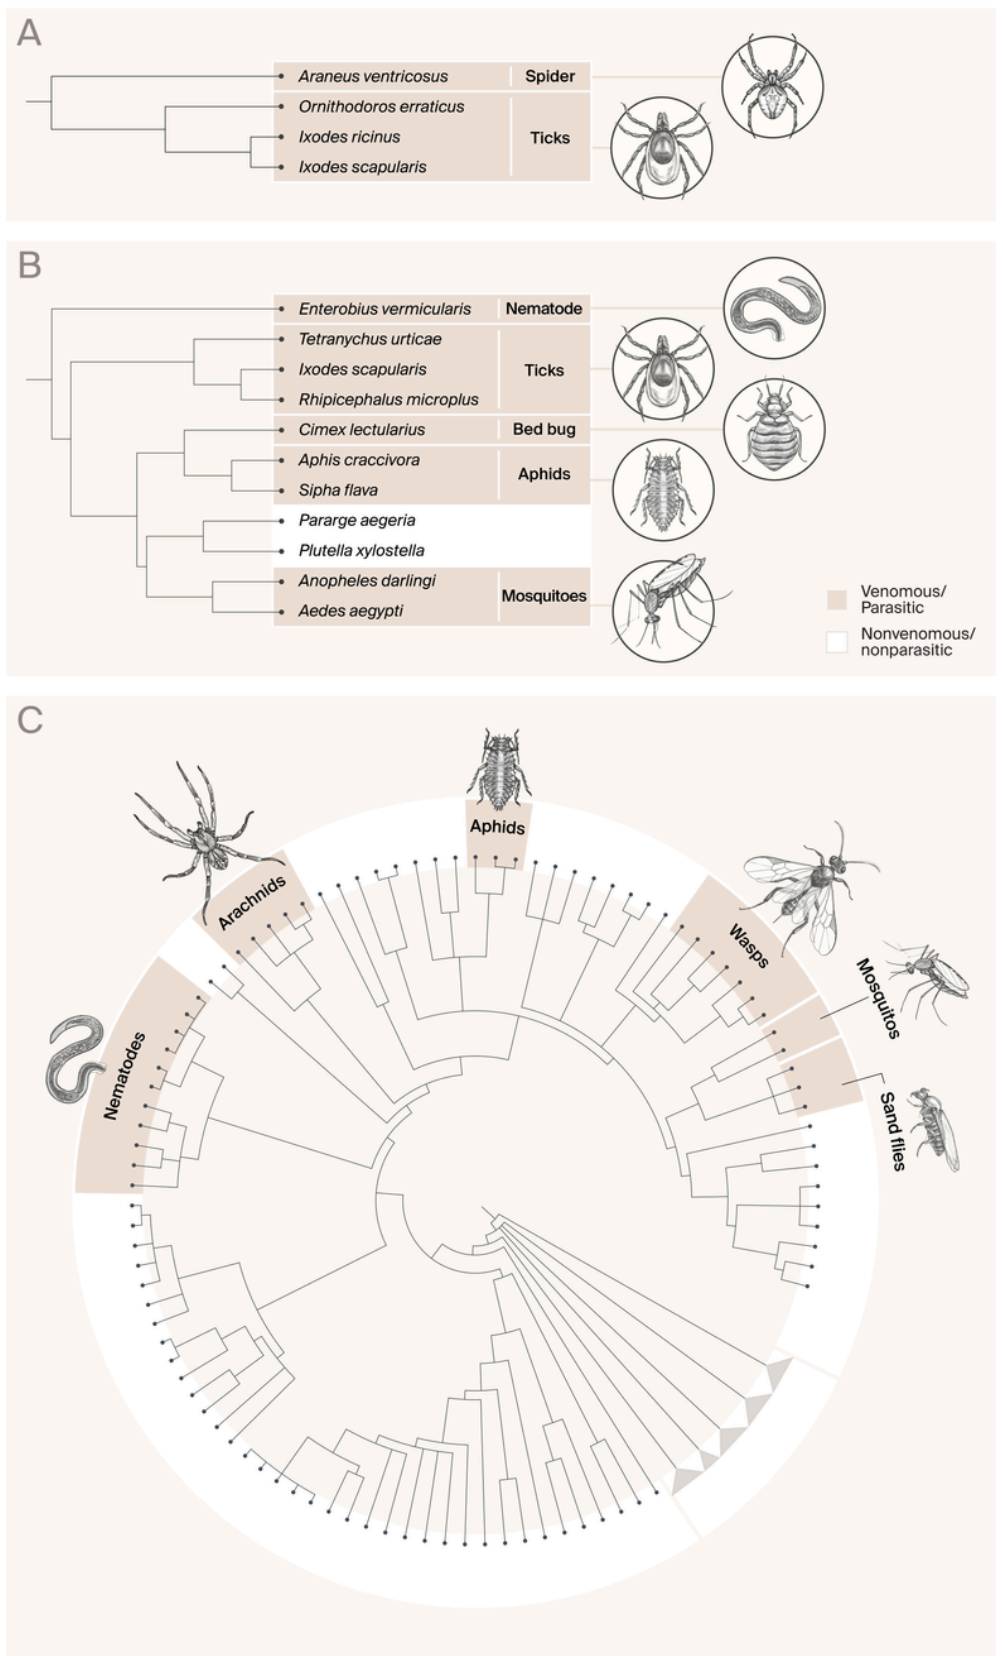 A
Araneus ventricosus
Spider
Ornithodoros erraticus
Ixodes ricinus
Ticks
Ixodes scapularis
B
Enterobius vermicularis
Nematode
Tetranychus urticae
Ixodes scapularis
Ticks
Rhipicephalus microplus
Cimex lectularius
Bed bug
Aphis craccivora
Aphids
Sipha flava
Pararge aegeria
Plutella xylostella
Anopheles darlingi
Mosquitoes
Aedes aegypti
Venomous/
Parasitic
Nonvenomous/
nonparasitic
C
Nematodes
Arachnids
Aphids
Wasps
Mosquitos
Sand flies